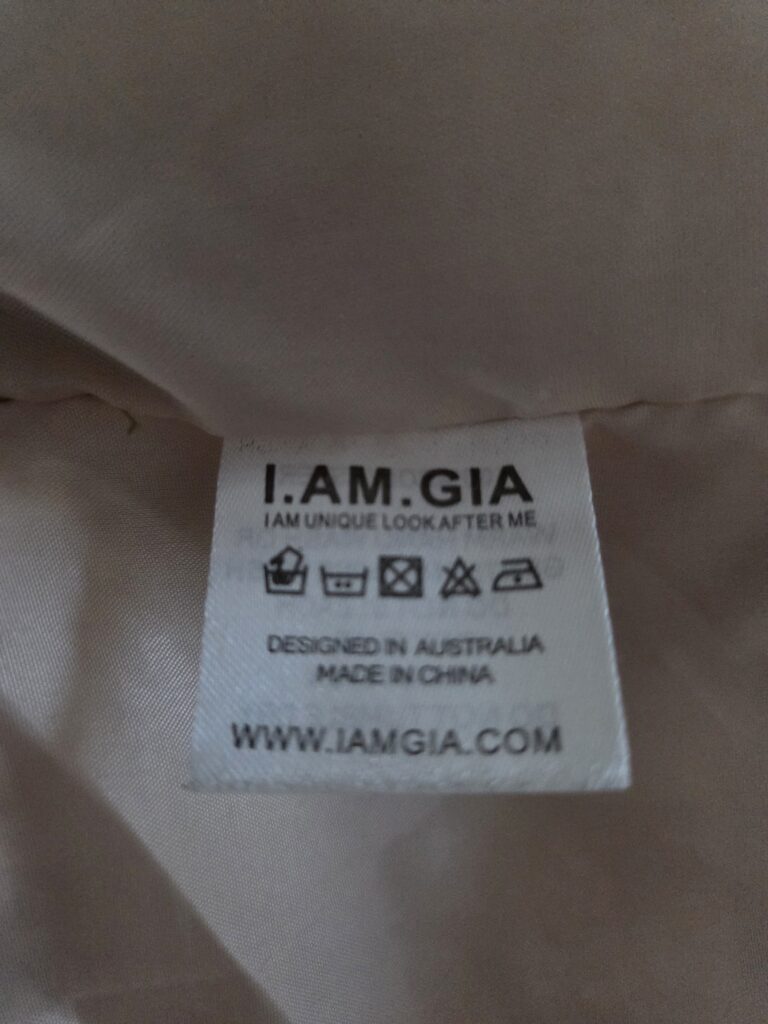 I.AM.GIA
I AM UNIQUE LOOK AFTER ME
DESIGNED IN AUSTRALIA
MADE IN CHINA
WWW.IAMGIA.COM